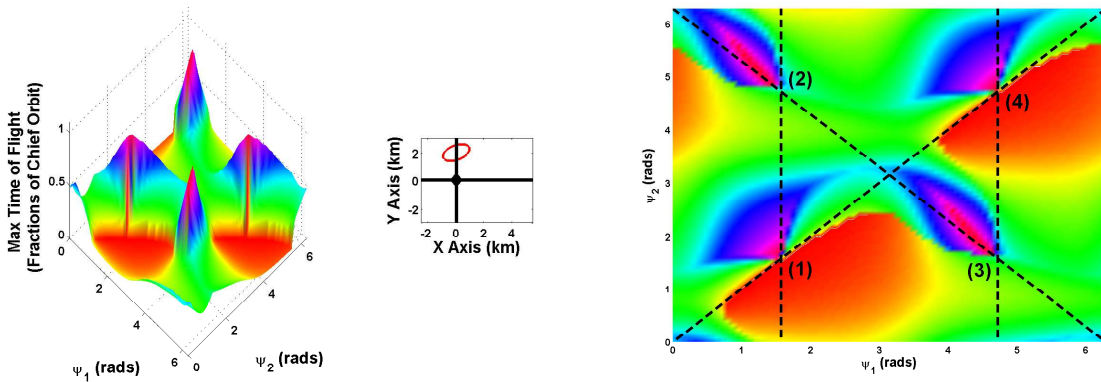 Max Time of Flight
(Fractions of Chief Orbit)
1
0.5
0
0
2
4
6
ψ1 (rads)
0
2
4
6
ψ2 (rads)
Y Axis (km)
2
0
-2
-2 0 2 4
X Axis (km)
ψ2 (rads)
6
5
4
3
2
1
0
(2)
(4)
(1)
(3)
0 1 2 3 4 5 6
ψ1 (rads)